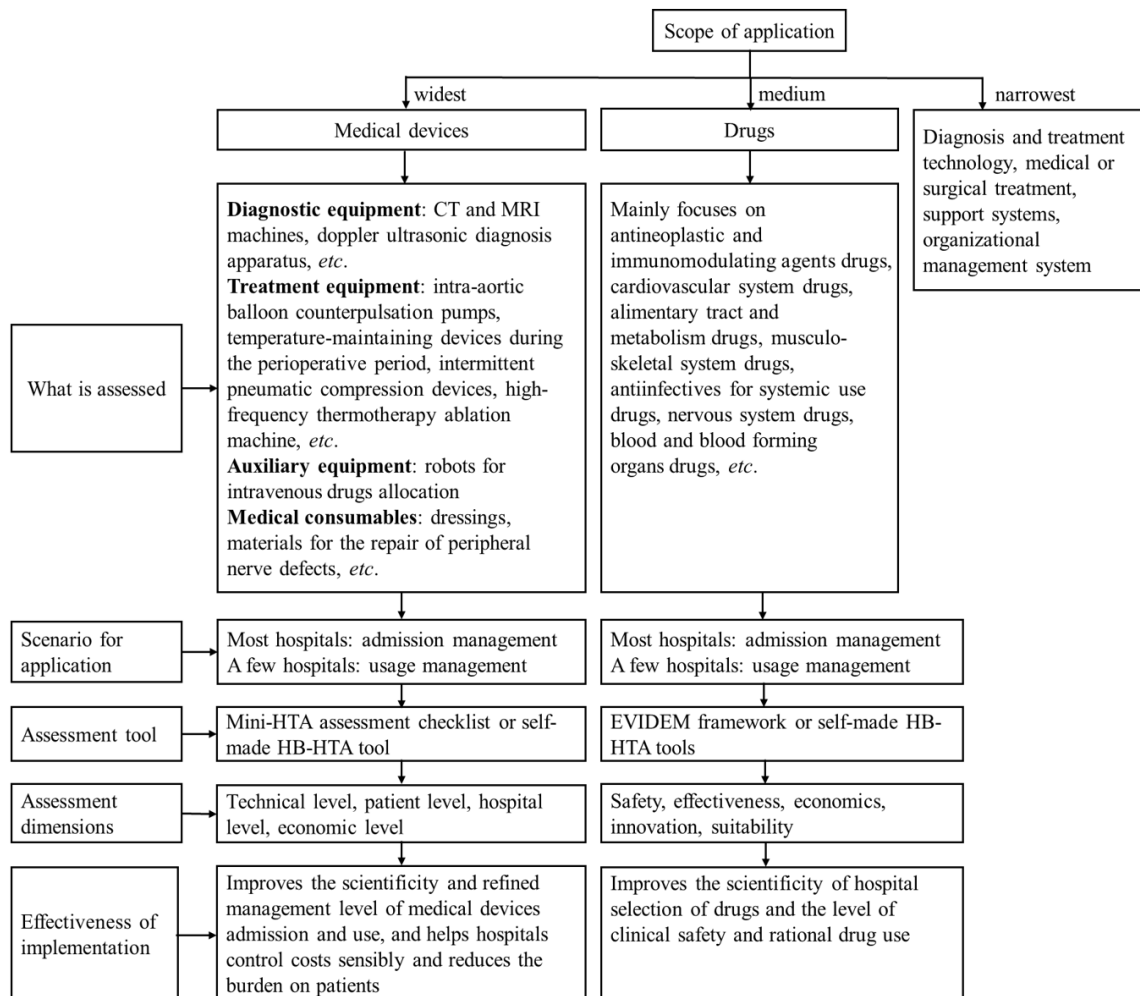 Scope of application
widest
medium
narrowest
Medical devices
Drugs
Diagnosis and treatment
technology, medical or
surgical treatment,
support systems,
organizational
management system
What is assessed
Diagnostic equipment: CT and MRI
machines, doppler ultrasonic diagnosis
apparatus, etc.
Treatment equipment: intra-aortic
balloon counterpulsation pumps,
temperature-maintaining devices during
the perioperative period, intermittent
pneumatic compression devices, high-
frequency thermotherapy ablation
machine, etc.
Auxiliary equipment: robots for
intravenous drugs allocation
Medical consumables: dressings,
materials for the repair of peripheral
nerve defects, etc.
Mainly focuses on
antineoplastic and
immunomodulating agents drugs,
cardiovascular system drugs,
alimentary tract and
metabolism drugs, musculo-
skeletal system drugs,
antiinfectives for systemic use
drugs, nervous system drugs,
blood and blood forming
organs drugs, etc.
Scenario for
application
Most hospitals: admission management
A few hospitals: usage management
Most hospitals: admission management
A few hospitals: usage management
Assessment tool
Mini-HTA assessment checklist or self-
made HB-HTA tool
EVIDEM framework or self-made HB-
HTA tools
Assessment
dimensions
Technical level, patient level, hospital
level, economic level
Safety, effectiveness, economics,
innovation, suitability
Effectiveness of
implementation
Improves the scientificity and refined
management level of medical devices
admission and use, and helps hospitals
control costs sensibly and reduces the
burden on patients
Improves the scientificity of hospital
selection of drugs and the level of
clinical safety and rational drug use